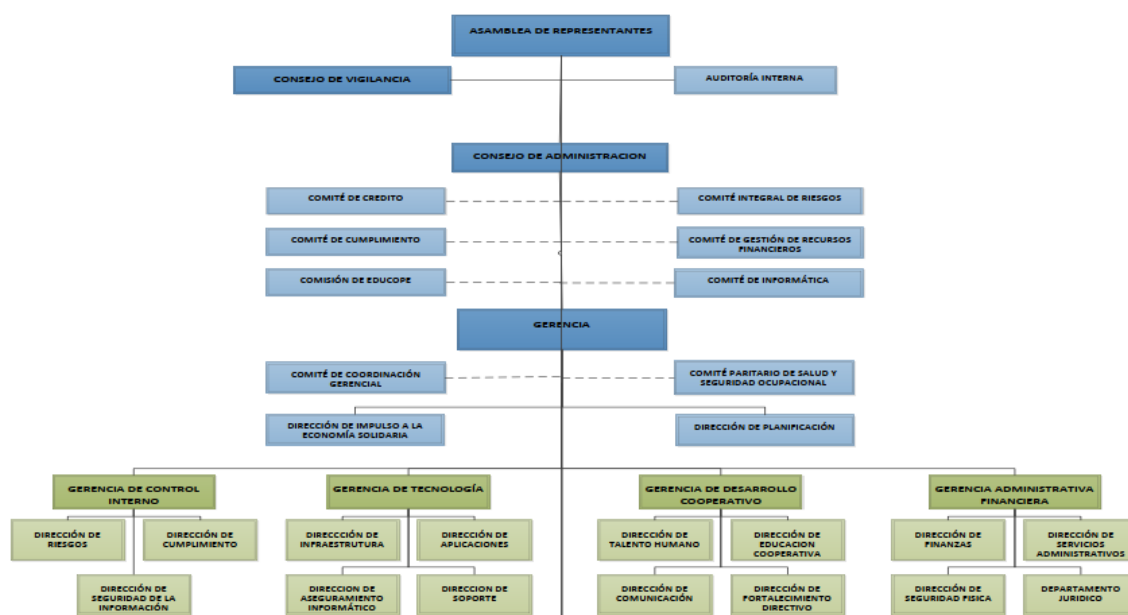 ASAMBLEA DE REPRESENTANTES
CONSEJO DE VIGILANCIA
AUDITORÍA INTERNA
CONSEJO DE ADMINISTRACION
COMITÉ DE CREDITO
COMITÉ INTEGRAL DE RIESGOS
COMITÉ DE CUMPLIMIENTO
COMITÉ DE GESTIÓN DE RECURSOS
FINANCIEROS
COMISIÓN DE EDUCOPE
COMITÉ DE INFORMÁTICA
GERENCIA
COMITÉ DE COORDINACIÓN
GERENCIAL
COMITÉ PARITARIO DE SALUD Y
SEGURIDAD OCUPACIONAL
DIRECCIÓN DE IMPULSO A LA
ECONOMÍA SOLIDARIA
DIRECCIÓN DE PLANIFICACIÓN
GERENCIA DE CONTROL
INTERNO
GERENCIA DE TECNOLOGÍA
GERENCIA DE DESARROLLO
COOPERATIVO
GERENCIA ADMINISTRATIVA
FINANCIERA
DIRECCIÓN DE
RIESGOS
DIRECCIÓN DE
CUMPLIMIENTO
DIRECCCIÓN DE
INFRAESTRUTURA
DIRECCIÓN DE
APLICACIONES
DIRECCIÓN DE
TALENTO HUMANO
DIRECCIÓN DE
EDUCACION
COOPERATIVA
DIRECCIÓN DE
FINANZAS
DIRECCCIÓN DE
SERVICIOS
ADMINISTRATIVOS
DIRECCIÓN DE
SEGURIDAD DE LA
INFORMACIÓN
DIRECCION DE
ASEGURAMIENTO
INFORMÁTICO
DIRECCION DE
SOPORTE
DIRECCIÓN DE
COMUNICACIÓN
DIRECCIÓN DE
FORTALECIMIENTO
DIRECTIVO
DIRECCIÓN DE
SEGURIDAD FISICA
DEPARTAMENTO
JURIDICO